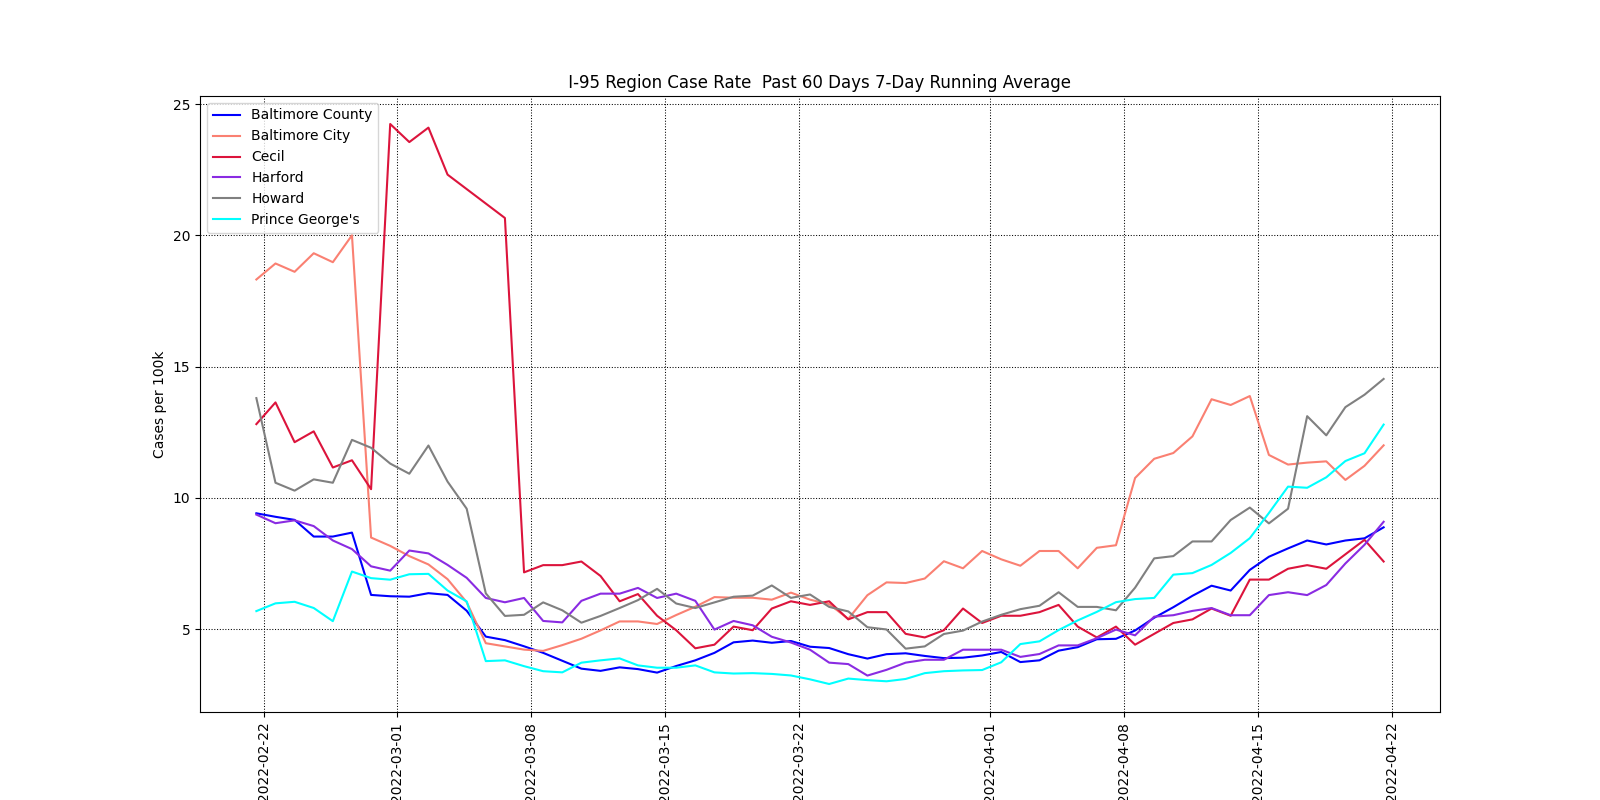 I-95 Region Case Rate  Past 60 Days 7-Day Running Average
Cases per 100k
25
20
15
10
5
Baltimore County
Baltimore City
Cecil
Harford
Howard
Prince George's
2022-02-22
2022-03-01
2022-03-08
2022-03-15
2022-03-22
2022-04-01
2022-04-08
2022-04-15
2022-04-22